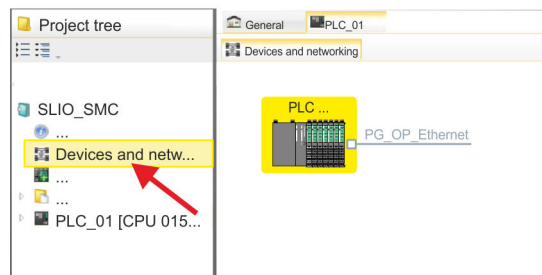 Project tree
SLIO_SMC
...
Devices and netw...
...
...
PLC_01 [CPU 015...
General
PLC_01
Devices and networking
PLC ...
PG_OP_Ethernet